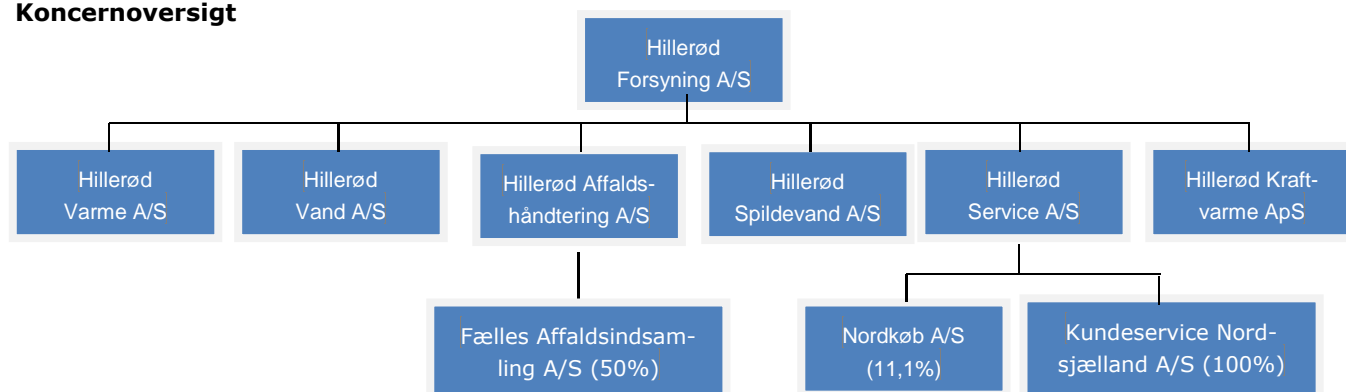 Koncernoversigt
Hillerød
Forsyning A/S
Hillerød
Varme A/S
Hillerød
Vand A/S
Hillerød Affalds-
håndtering A/S
Hillerød
Spildevand A/S
Hillerød
Service A/S
Hillerød Kraft-
varme ApS
Fælles Affaldsindsam-
ling A/S (50%)
Nordkøb A/S
(11,1%)
Kundeservice Nord-
sjælland A/S (100%)